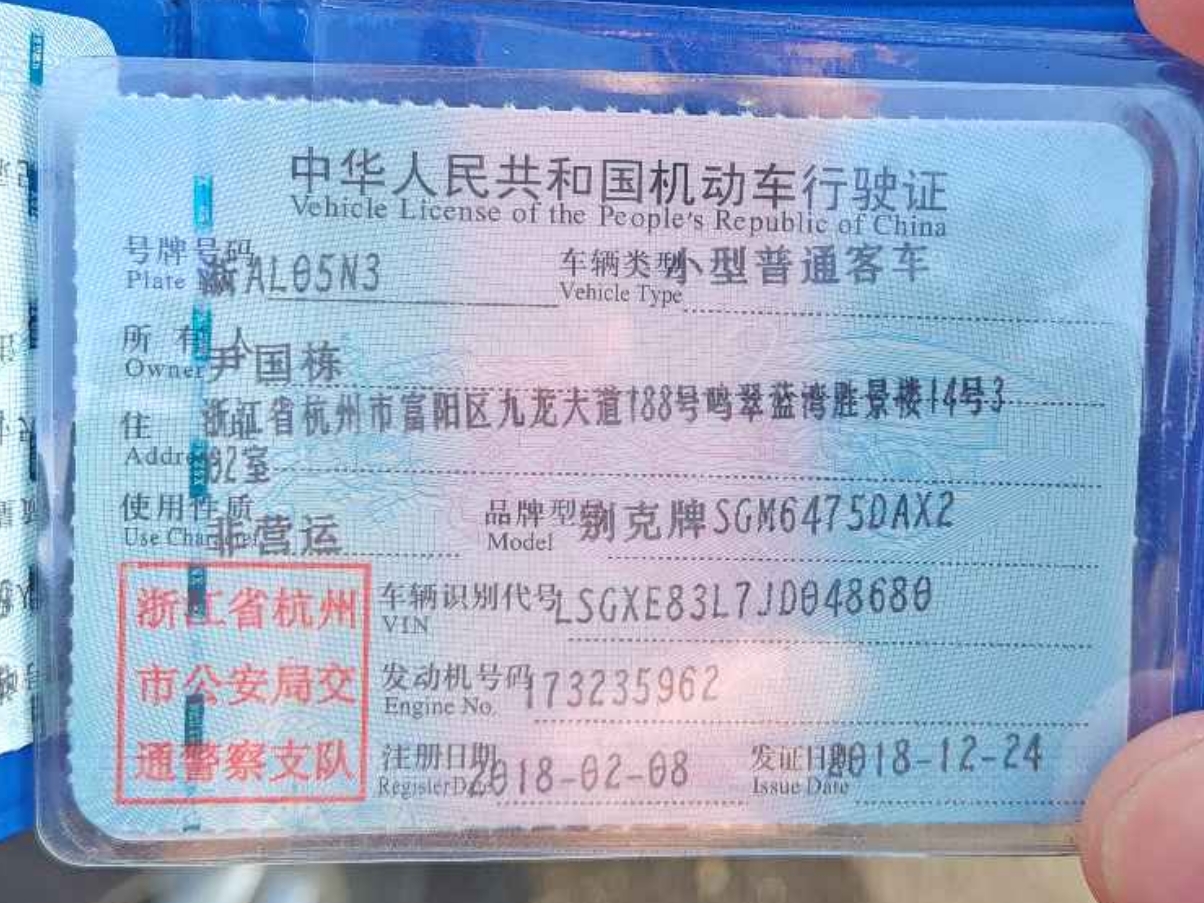 中华人民共和国机动车行驶证
Vehicle License of the People's Republic of China
号牌号码 浙AL05N3 车辆类型 小型普通客车
Plate Vehicle Type
所有人 尹国栋
Owner
住址 浙江省杭州市富阳区九龙大道188号鸣翠蓝湾胜景楼14号3
Address 02室
使用性质 非营运 品牌型号 别克牌SGM6475DAX2
Use Character Model
浙江省杭州
市公安局交
通警察支队
车辆识别代号 LSGXE83L7JD048680
VIN
发动机号码 173235962
Engine No.
注册日期 2018-02-08 发证日期 2018-12-24
Register Date Issue Date